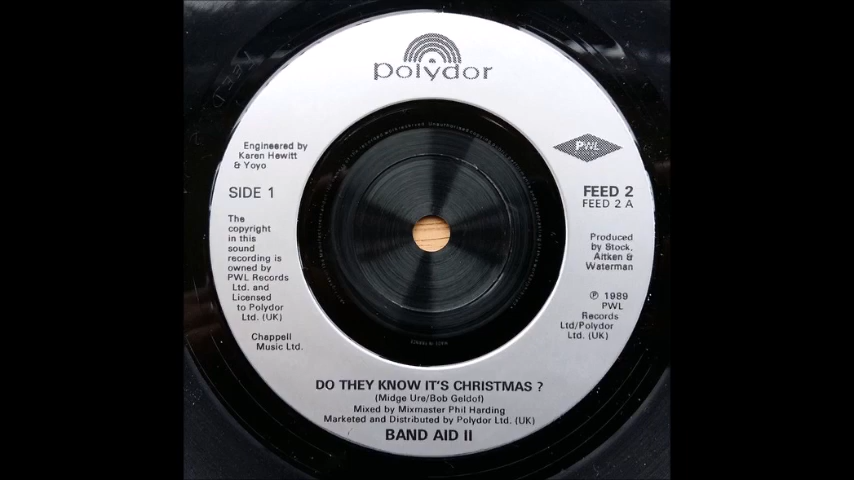 polydor
Engineered by
Karen Hewitt
& Yoyo
PWL
SIDE 1
FEED 2
FEED 2 A
The
copyright
in this
sound
recording is
owned by
PWL Records
Ltd. and
Licensed
to Polydor
Ltd. (UK)
Chappell
Music Ltd.
Produced
by Stock,
Aitken &
Waterman
℗ 1989
PWL
Records
Ltd/Polydor
Ltd. (UK)
DO THEY KNOW IT'S CHRISTMAS ?
(Midge Ure/Bob Geldof)
Mixed by Mixmaster Phil Harding
Marketed and Distributed by Polydor Ltd. (UK)
BAND AID II